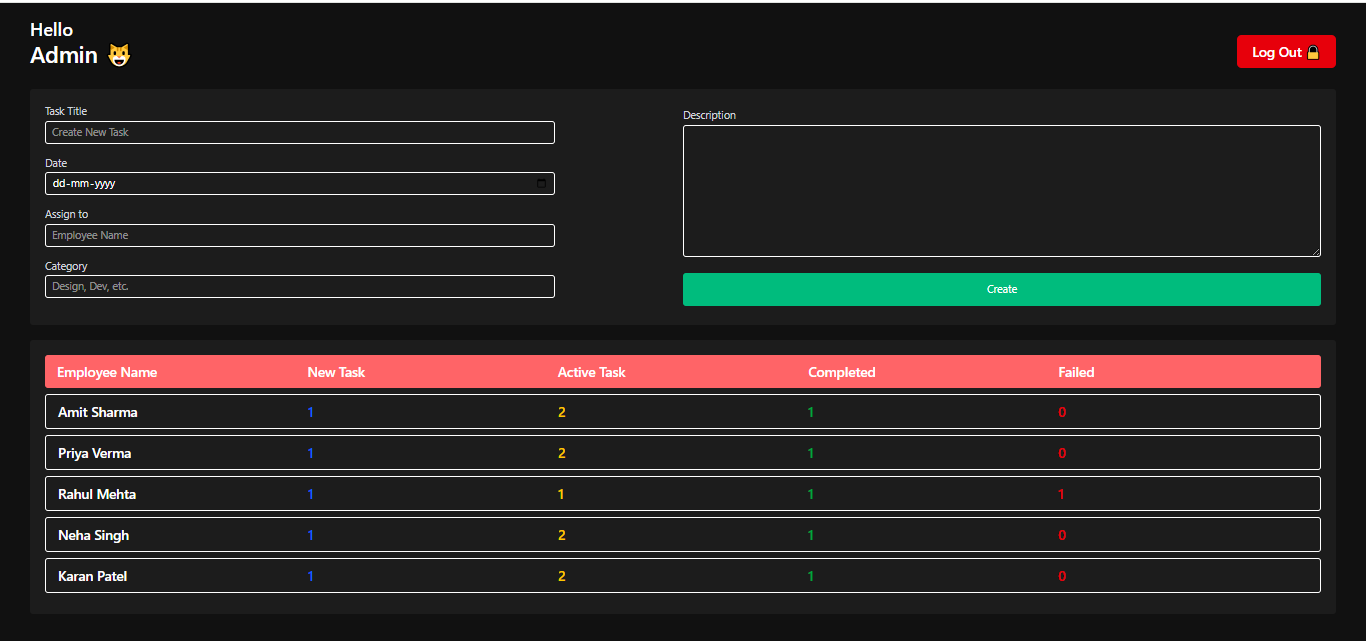 Hello
Admin 😺
Log Out 🔒
Task Title
Create New Task
Date
dd-mm-yyyy
Assign to
Employee Name
Category
Design, Dev, etc.
Description
Create
Employee Name New Task Active Task Completed Failed
Amit Sharma 1 2 1 0
Priya Verma 1 2 1 0
Rahul Mehta 1 1 1 1
Neha Singh 1 2 1 0
Karan Patel 1 2 1 0